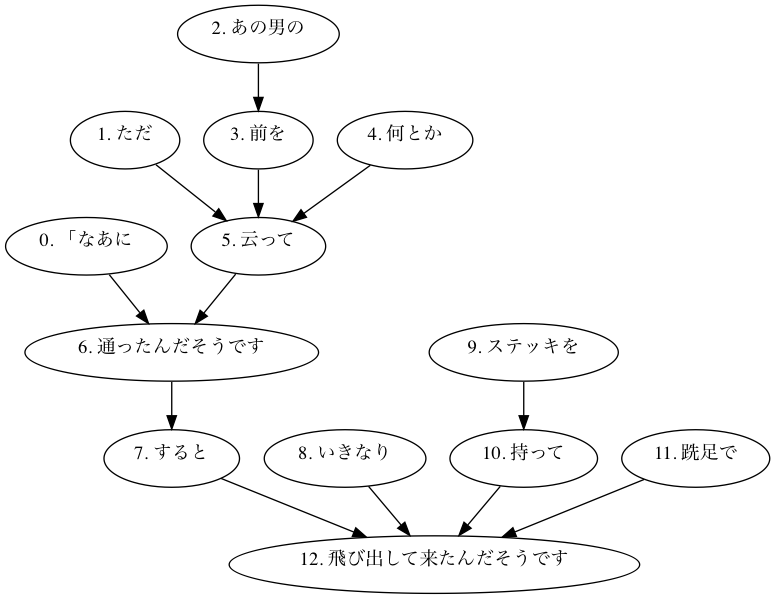 2. あの男の
1. ただ
3. 前を
4. 何とか
0. 「なあに
5. 云って
6. 通ったんだそうです
9. ステッキを
7. すると
8. いきなり
10. 持って
11. 跣足で
12. 飛び出して来たんだそうです